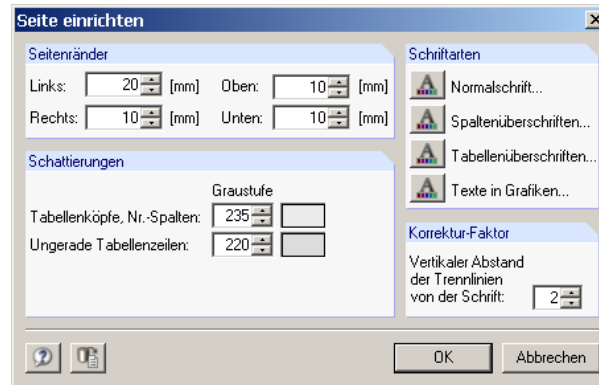 Seite einrichten
Seitenränder
Links: 20 [mm] Oben: 10 [mm]
Rechts: 10 [mm] Unten: 10 [mm]
Schattierungen
Graustufe
Tabellenköpfe, Nr.-Spalten: 235
Ungerade Tabellenzeilen: 220
Schriftarten
Normalschrift...
Spaltenüberschriften...
Tabellenüberschriften...
Texte in Grafiken...
Korrektur-Faktor
Vertikaler Abstand
der Trennlinien
von der Schrift: 2
OK Abbrechen